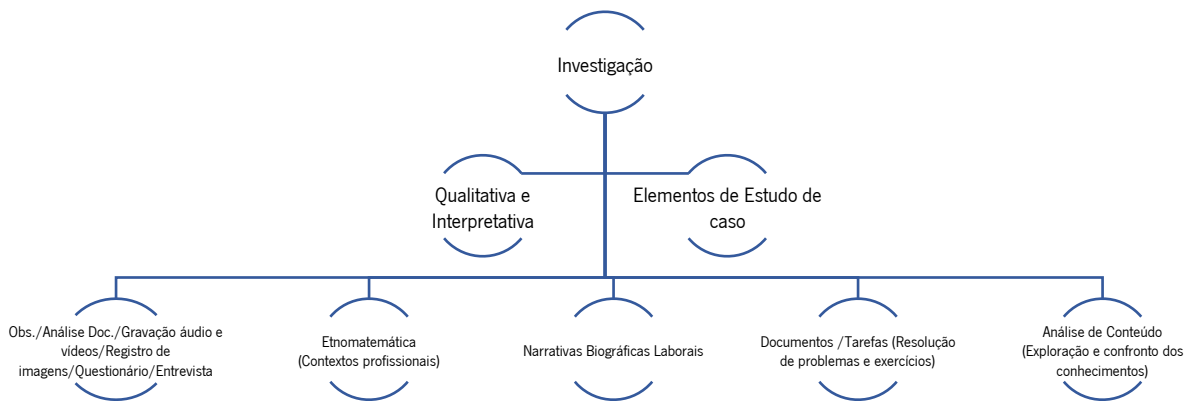 Investigação
Qualitativa e
Interpretativa
Elementos de Estudo de
caso
Obs./Análise Doc./Gravação áudio e
vídeos/Registro de
imagens/Questionário/Entrevista
Etnomatemática
(Contextos profissionais)
Narrativas Biográficas Laborais
Documentos /Tarefas (Resolução
de problemas e exercícios)
Análise de Conteúdo
(Exploração e confronto dos
conhecimentos)